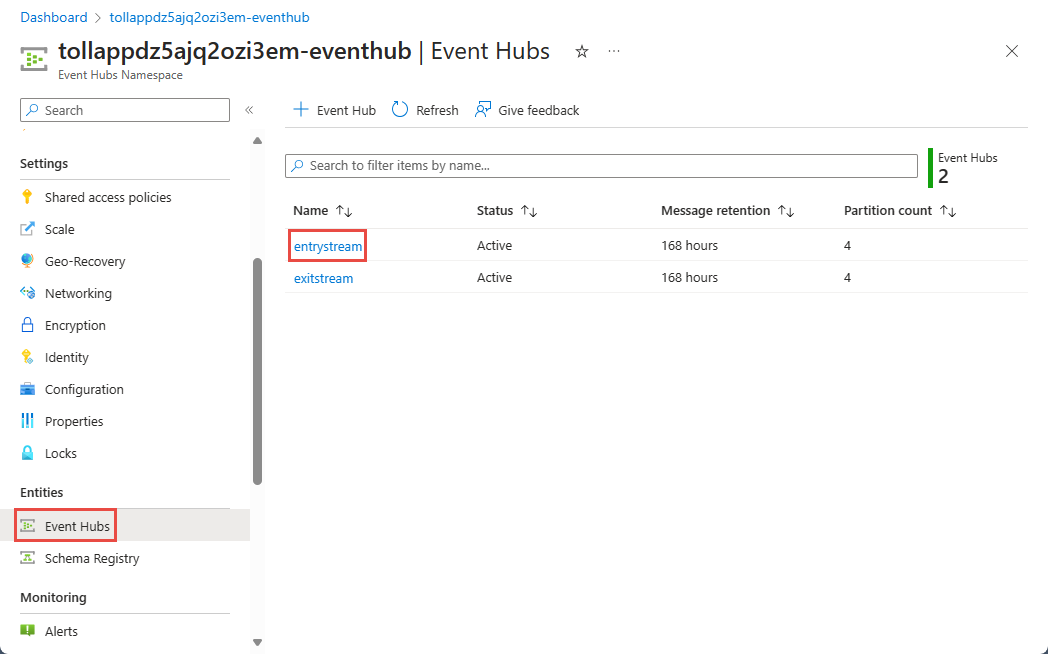 Dashboard > tollappdz5ajq2ozi3em-eventhub
tollappdz5ajq2ozi3em-eventhub | Event Hubs ☆ ...
Event Hubs Namespace
Search «
+ Event Hub Refresh Give feedback
Settings
Shared access policies
Scale
Geo-Recovery
Networking
Encryption
Identity
Configuration
Properties
Locks
Entities
Event Hubs
Schema Registry
Monitoring
Alerts
Search to filter items by name...
Event Hubs
2
Name ↑↓ Status ↑↓ Message retention ↑↓ Partition count ↑↓
entrystream Active 168 hours 4
exitstream Active 168 hours 4